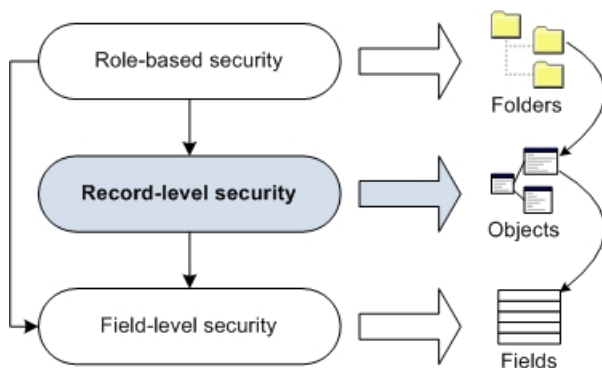 Role-based security
Folders
Record-level security
Objects
Field-level security
Fields